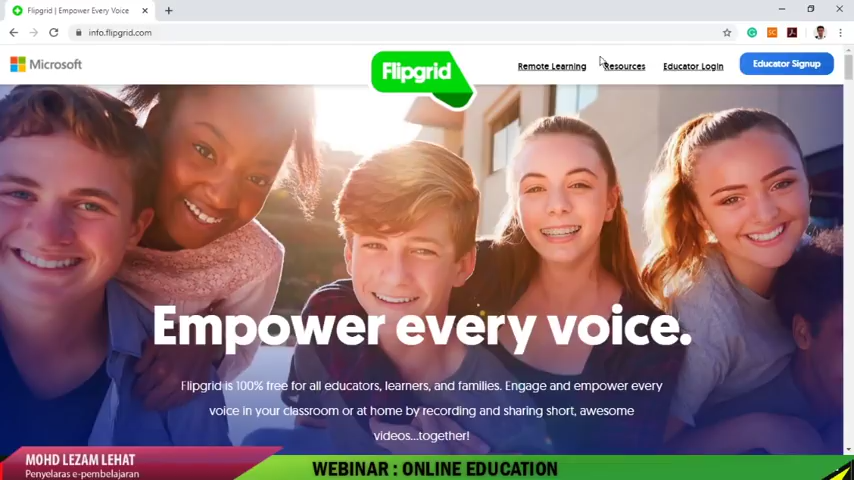 Flipgrid | Empower Every Voice
info.flipgrid.com
Microsoft
Flipgrid
Remote Learning
Resources
Educator Login
Educator Signup
Empower every voice.
Flipgrid is 100% free for all educators, learners, and families. Engage and empower every
voice in your classroom or at home by recording and sharing short, awesome
videos...together!
MOHD LEZAM LEHAT
Penyelaras e-pembelajaran
WEBINAR : ONLINE EDUCATION